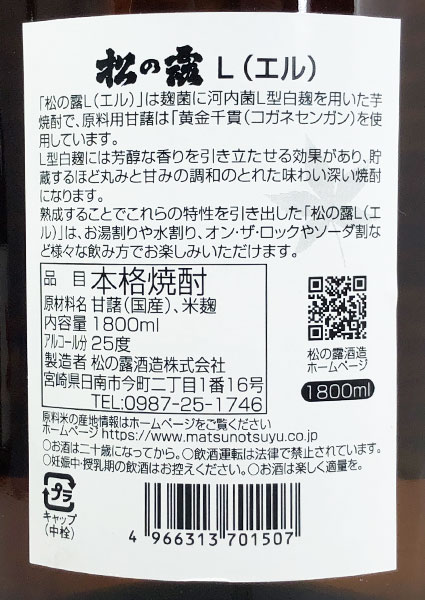 松の露 L(エル)
「松の露L(エル)」は麹菌に河内菌L型白麹を用いた芋
焼酎で、原料用甘藷は「黄金千貫(コガネセンガン)」を使
用しています。
L型白麹には芳醇な香りを引き立たせる効果があり、貯
蔵するほど丸みと甘みの調和のとれた味わい深い焼酎
になります。
熟成することでこれらの特性を引き出した「松の露L(エ
ル)」は、お湯割りや水割り、オン・ザ・ロックやソーダ割な
ど様々な飲み方でお楽しみいただけます。
品目 本格焼酎
原材料名 甘藷(国産)、米麹
内容量 1800ml
アルコール分 25度
製造者 松の露酒造株式会社
宮崎県日南市今町二丁目1番16号
TEL:0987-25-1746
松の露酒造
ホームページ
1800ml
原料米の産地情報はホームページをご覧ください
ホームページ https://www.matsunotsuyu.co.jp
○お酒は二十歳になってから。○飲酒運転は法律で禁止されています。
○妊娠中・授乳期の飲酒はお控えください。○お酒は楽しく適量を。
プラ
キャップ
(中栓)
4 966313 701507